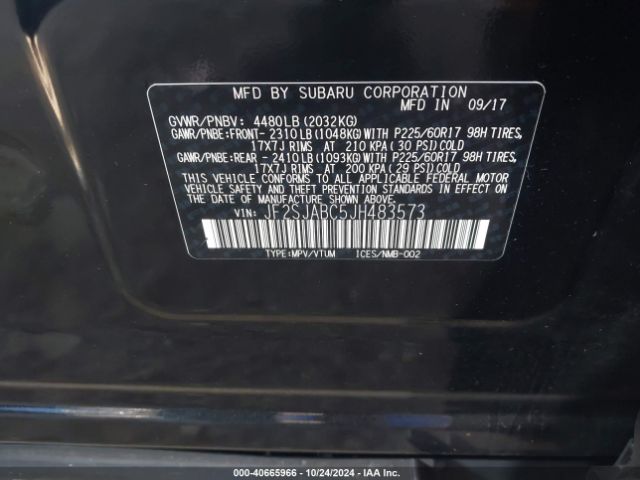 MFD BY SUBARU CORPORATION
MFD IN 09/17
GVWR/PNBV: 4480LB (2032KG)
GAWR/PNBE:FRONT- 2310LB (1048KG) WITH P225/60R17 98H TIRES,
17X7J RIMS AT 210 KPA (30 PSI) COLD
GAWR/PNBE:REAR - 2410LB (1093KG) WITH P225/60R17 98H TIRES,
17X7J RIMS AT 200 KPA (29 PSI) COLD
THIS VEHICLE CONFORMS TO ALL APPLICABLE FEDERAL MOTOR
VEHICLE SAFETY AND THEFT PREVENTION STANDARDS IN EFFECT
ON THE DATE OF MANUFACTURE SHOWN ABOVE.
VIN: JF2SJABC5JH483573
TYPE:MPV/VTUM ICES/NMB-002
000-40665966 - 10/24/2024 - IAA Inc.